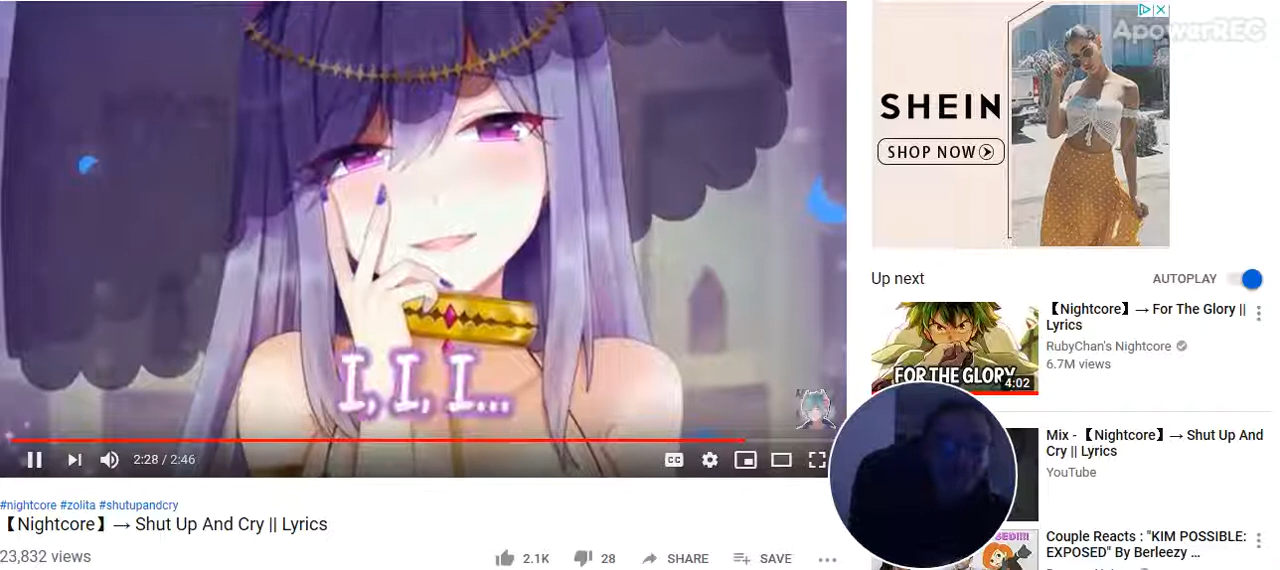 ApowerREC
SHEIN
SHOP NOW
I, I, I...
2:28 / 2:46
CC
#nightcore #zolita #shutupandcry
【Nightcore】→ Shut Up And Cry || Lyrics
23,832 views
2.1K
28
SHARE
SAVE
Up next
AUTOPLAY
FOR THE GLORY
4:02
【Nightcore】→ For The Glory ||
Lyrics
RubyChan's Nightcore
6.7M views
Mix - 【Nightcore】→ Shut Up And
Cry || Lyrics
YouTube
Couple Reacts : "KIM POSSIBLE:
EXPOSED" By Berleezy ...